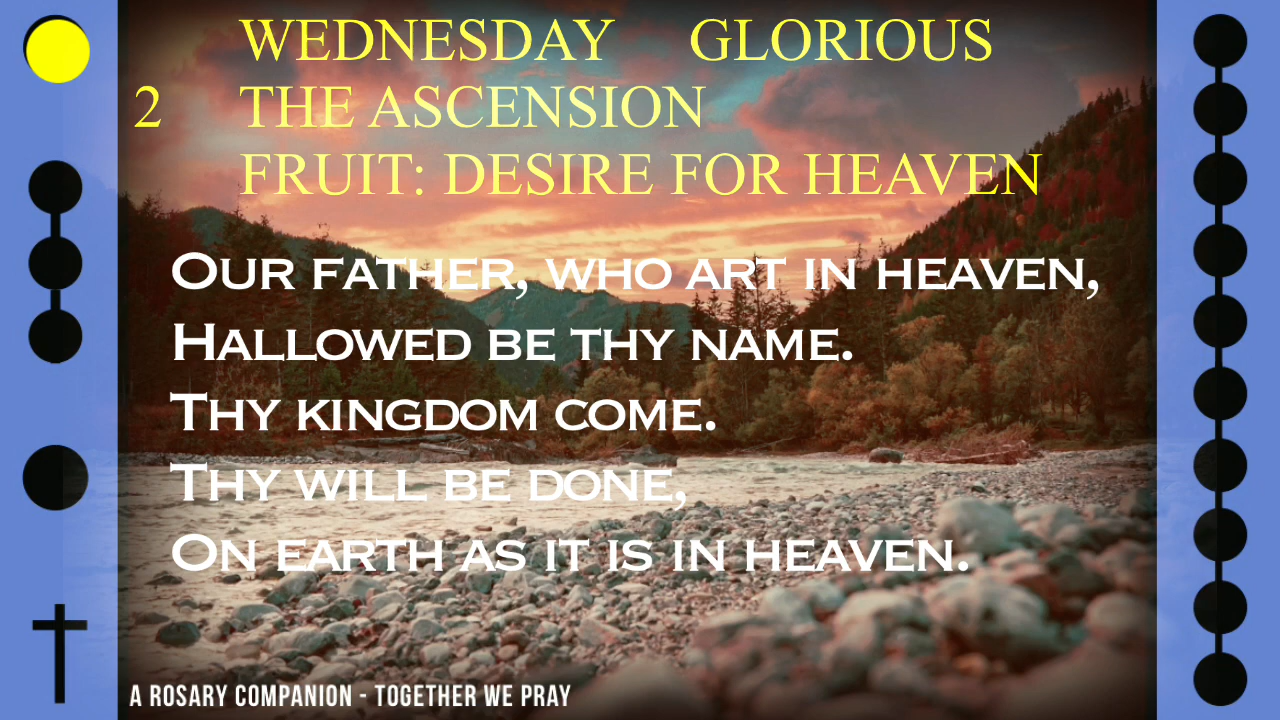 WEDNESDAY GLORIOUS
2 THE ASCENSION
FRUIT: DESIRE FOR HEAVEN
Our Father, who art in heaven,
Hallowed be thy name.
Thy kingdom come.
Thy will be done,
On earth as it is in heaven.
A ROSARY COMPANION - TOGETHER WE PRAY